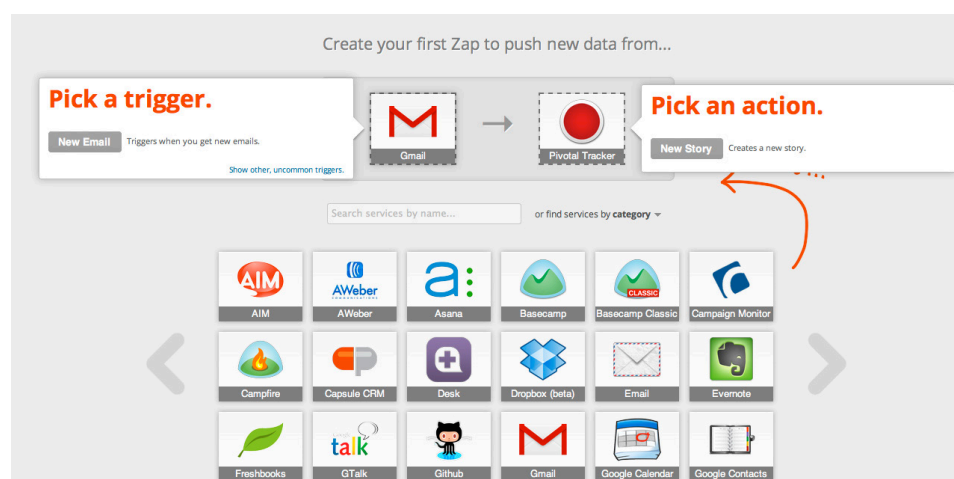 Create your first Zap to push new data from...
Pick a trigger.
New Email Triggers when you get new emails.
Show other, uncommon triggers.
Gmail
Pivotal Tracker
Pick an action.
New Story Creates a new story.
Search services by name...
or find services by category
AIM
AIM
AWeber
COMMUNICATIONS
AWeber
a:
Asana
Basecamp
CLASSIC
Basecamp Classic
Campaign Monitor
Campfire
Capsule CRM
Desk
Dropbox (beta)
Email
Evernote
Freshbooks
talk
GTalk
Github
Gmail
Google Calendar
Google Contacts